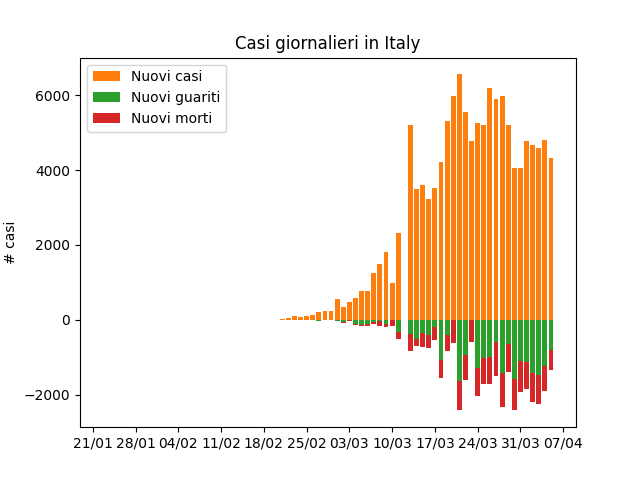 Casi giornalieri in Italy
Nuovi casi
Nuovi guariti
Nuovi morti
# casi
6000
4000
2000
0
−2000
21/01 28/01 04/02 11/02 18/02 25/02 03/03 10/03 17/03 24/03 31/03 07/04